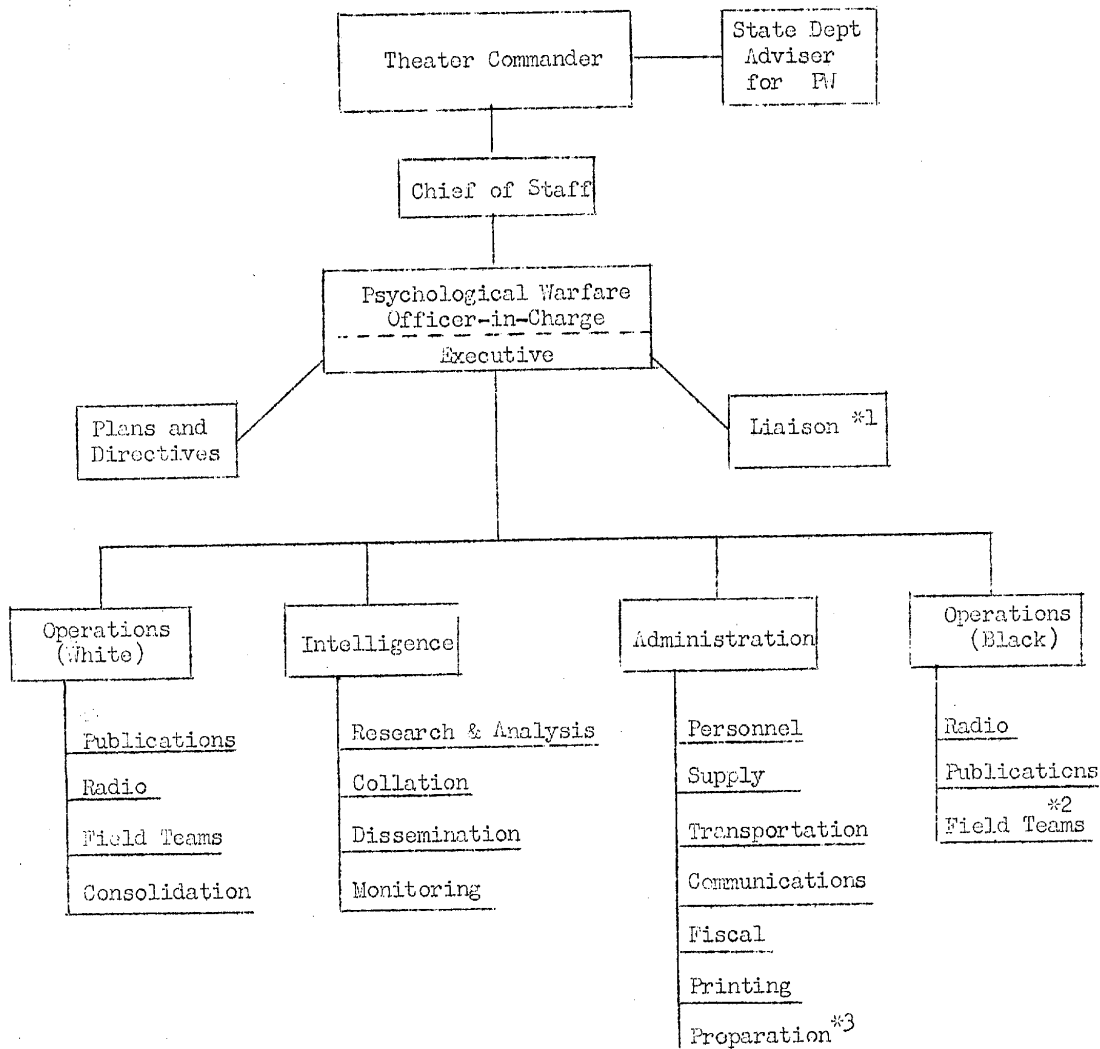 Theater Commander
State Dept
Adviser
for PW
Chief of Staff
Psychological Warfare
Officer-in-Charge
Executive
Plans and
Directives
Liaison *1
Operations
(White)
Intelligence
Administration
Operations
(Black)
Publications
Radio
Field Teams
Consolidation
Research & Analysis
Collation
Dissemination
Monitoring
Personnel
Supply
Transportation
Communications
Fiscal
Printing
Preparation *3
Radio
Publications
Field Teams *2